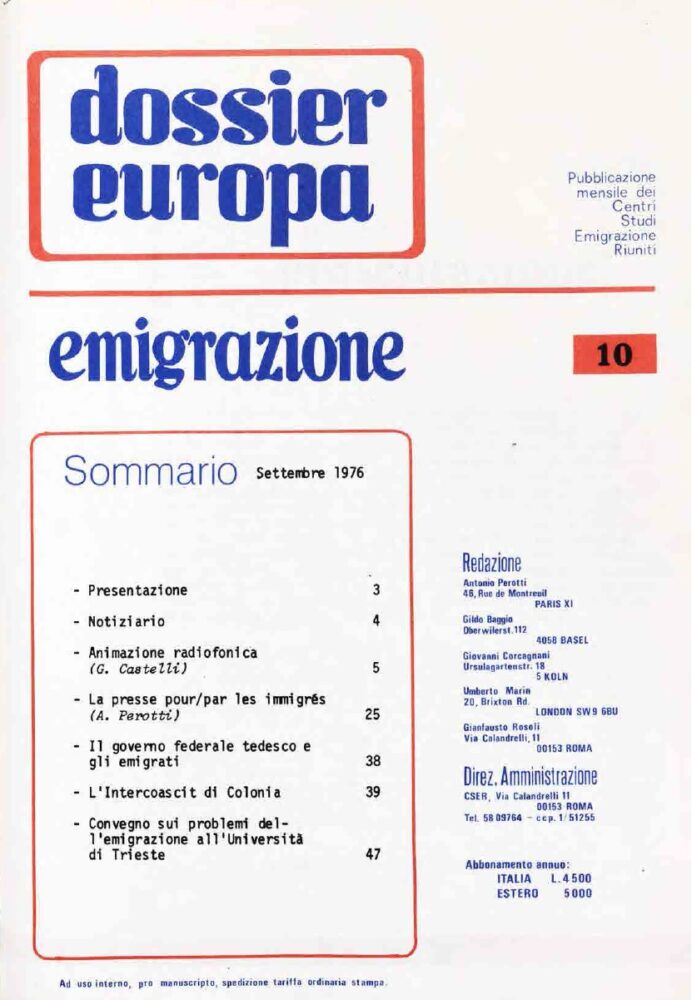 dossier
europa
Pubblicazione
mensile dei
Centri
Studi
Emigrazione
Riuniti
emigrazione
10
Sommario Settembre 1976
- Presentazione 3
- Notiziario 4
- Animazione radiofonica
(G. Castelli) 5
- La presse pour/par les immigrés
(A. Perotti) 25
- Il governo federale tedesco e
gli emigrati 38
- L'Intercoascit di Colonia 39
- Convegno sui problemi del-
l'emigrazione all'Università
di Trieste 47
Redazione
Antonio Perotti
46, Rue de Montreuil
PARIS XI
Gildo Baggio
Oberwilerst. 112
4058 BASEL
Giovanni Corcagnani
Ursulagartenstr. 18
5 KOLN
Umberto Marin
20, Brixton Rd.
LONDON SW9 6BU
Gianfausto Rosoli
Via Calandrelli, 11
00153 ROMA
Direz. Amministrazione
CSER, Via Calandrelli 11
00153 ROMA
Tel. 58 09764 - ccp. 1/51255
Abbonamento annuo:
ITALIA L. 4500
ESTERO 5000
Ad uso interno, pro manuscripto, spedizione tariffa ordinaria stampa.